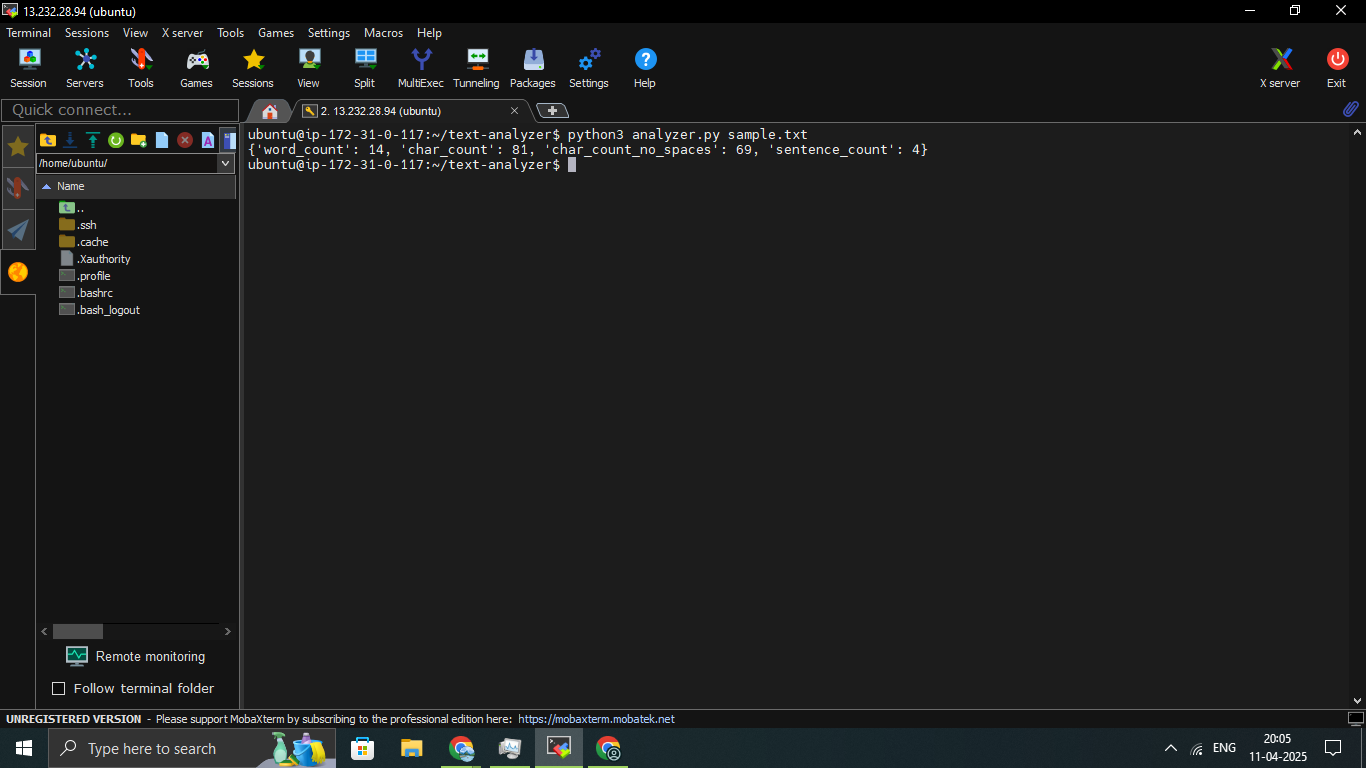 13.232.28.94 (ubuntu)
Terminal Sessions View X server Tools Games Settings Macros Help
Session Servers Tools Games Sessions View Split MultiExec Tunneling Packages Settings Help X server Exit
Quick connect...
2. 13.232.28.94 (ubuntu)
/home/ubuntu/
Name
..
.ssh
.cache
.Xauthority
.profile
.bashrc
.bash_logout
Remote monitoring
Follow terminal folder
ubuntu@ip-172-31-0-117:~/text-analyzer$ python3 analyzer.py sample.txt
{'word_count': 14, 'char_count': 81, 'char_count_no_spaces': 69, 'sentence_count': 4}
ubuntu@ip-172-31-0-117:~/text-analyzer$
UNREGISTERED VERSION - Please support MobaXterm by subscribing to the professional edition here: https://mobaxterm.mobatek.net
Type here to search
ENG
20:05
11-04-2025